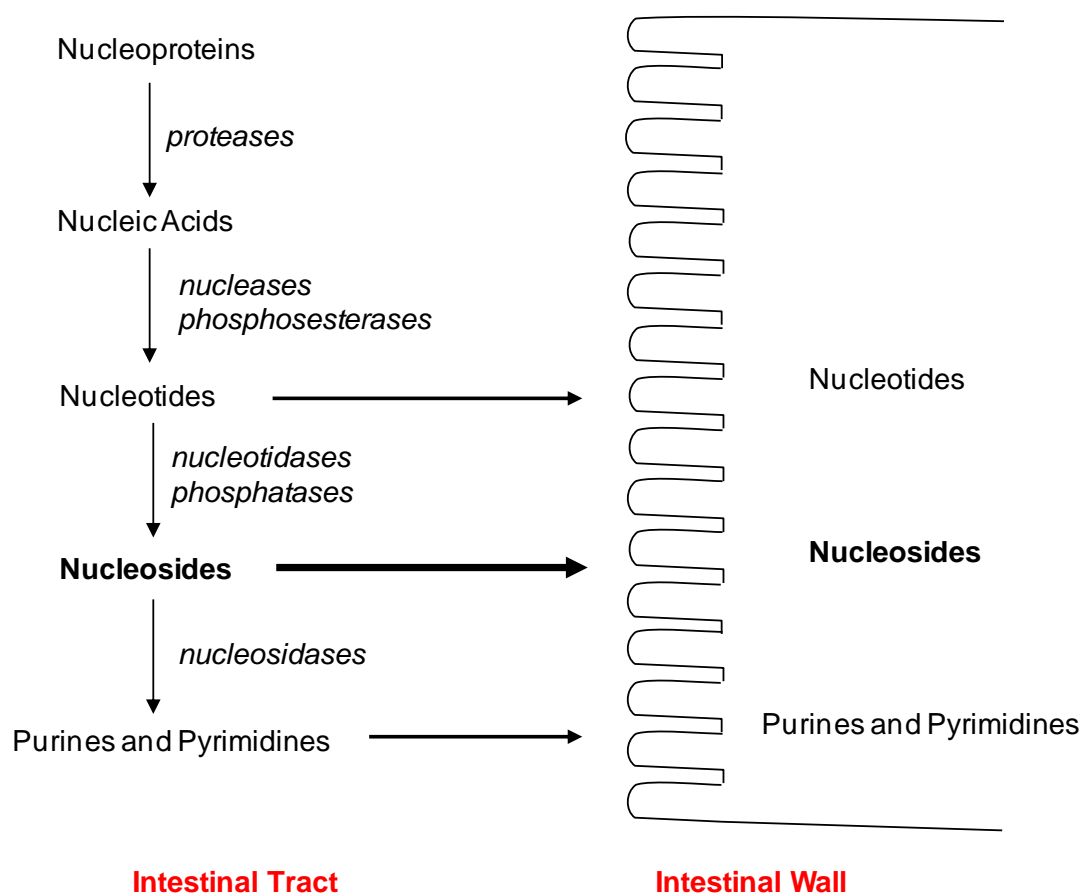 Nucleoproteins
proteases
Nucleic Acids
nucleases
phosphosesterases
Nucleotides
Nucleotides
nucleotidases
phosphatases
Nucleosides
Nucleosides
nucleosidases
Purines and Pyrimidines
Purines and Pyrimidines
Intestinal Tract
Intestinal Wall